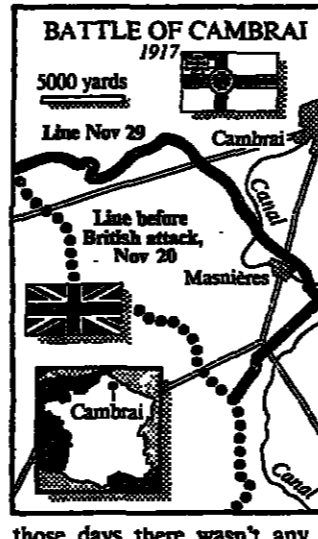 BATTLE OF CAMBRAI
1917
5000 yards
Line Nov 29
Cambrai
Canal
Line before
British attack,
Nov 20
Masnières
Cambrai
Canal
those days there wasn't any